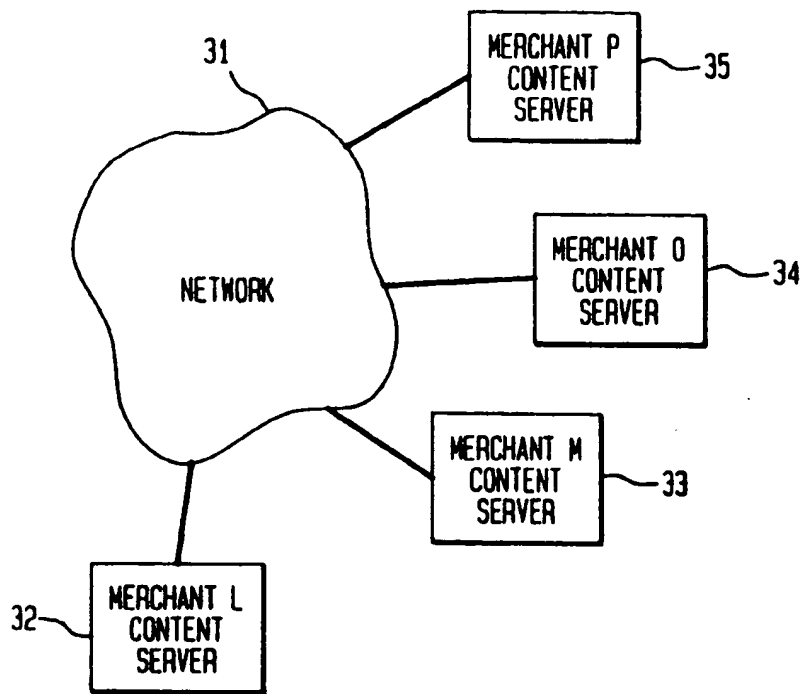 31
MERCHANT P
CONTENT
SERVER
35
NETWORK
MERCHANT O
CONTENT
SERVER
34
MERCHANT M
CONTENT
SERVER
33
32
MERCHANT L
CONTENT
SERVER